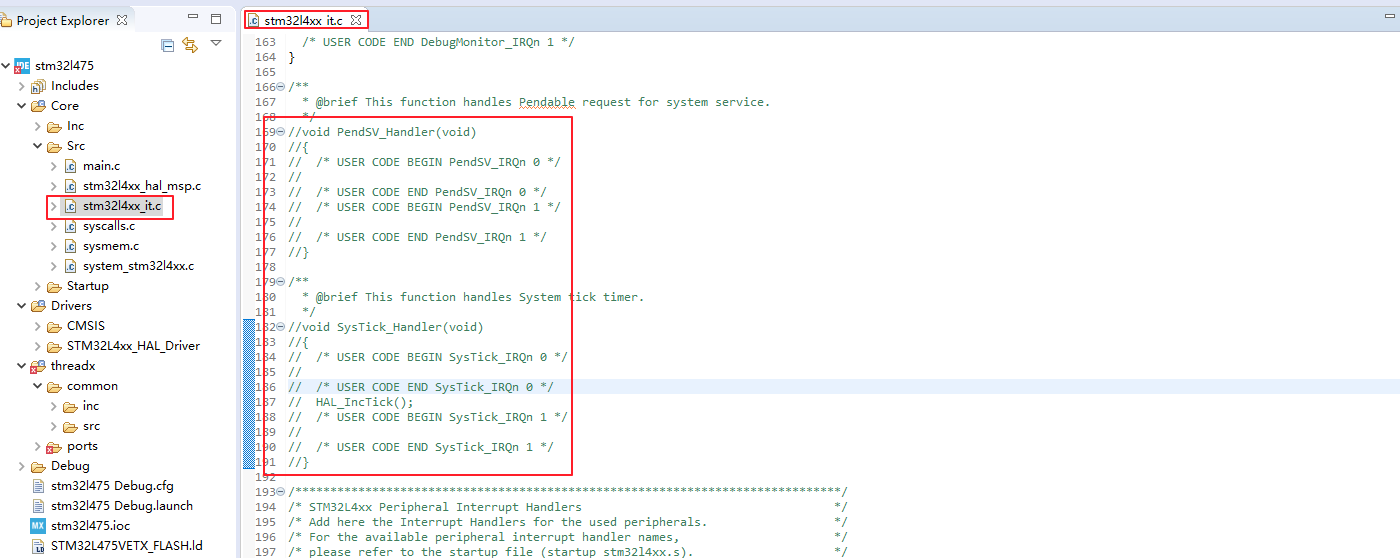 Project Explorer
stm32l475
Includes
Core
Inc
Src
main.c
stm32l4xx_hal_msp.c
stm32l4xx_it.c
syscalls.c
sysmem.c
system_stm32l4xx.c
Startup
Drivers
CMSIS
STM32L4xx_HAL_Driver
threadx
common
inc
src
ports
Debug
stm32l475 Debug.cfg
stm32l475 Debug.launch
stm32l475.ioc
STM32L475VETX_FLASH.ld
stm32l4xx_it.c
163   /* USER CODE END DebugMonitor_IRQn 1 */
164 }
165
166 /**
167   * @brief This function handles Pendable request for system service.
168   */
169 //void PendSV_Handler(void)
170 //{
171 //  /* USER CODE BEGIN PendSV_IRQn 0 */
172 //
173 //  /* USER CODE END PendSV_IRQn 0 */
174 //  /* USER CODE BEGIN PendSV_IRQn 1 */
175 //
176 //  /* USER CODE END PendSV_IRQn 1 */
177 //}
178
179 /**
180   * @brief This function handles System tick timer.
181   */
182 //void SysTick_Handler(void)
183 //{
184 //  /* USER CODE BEGIN SysTick_IRQn 0 */
185 //
186 //  /* USER CODE END SysTick_IRQn 0 */
187 //  HAL_IncTick();
188 //  /* USER CODE BEGIN SysTick_IRQn 1 */
189 //
190 //  /* USER CODE END SysTick_IRQn 1 */
191 //}
192
193 /******************************************************************************/
194 /* STM32L4xx Peripheral Interrupt Handlers                                    */
195 /* Add here the Interrupt Handlers for the used peripherals.                  */
196 /* For the available peripheral interrupt handler names,                      */
197 /* please refer to the startup file (startup_stm32l4xx.s).                    */